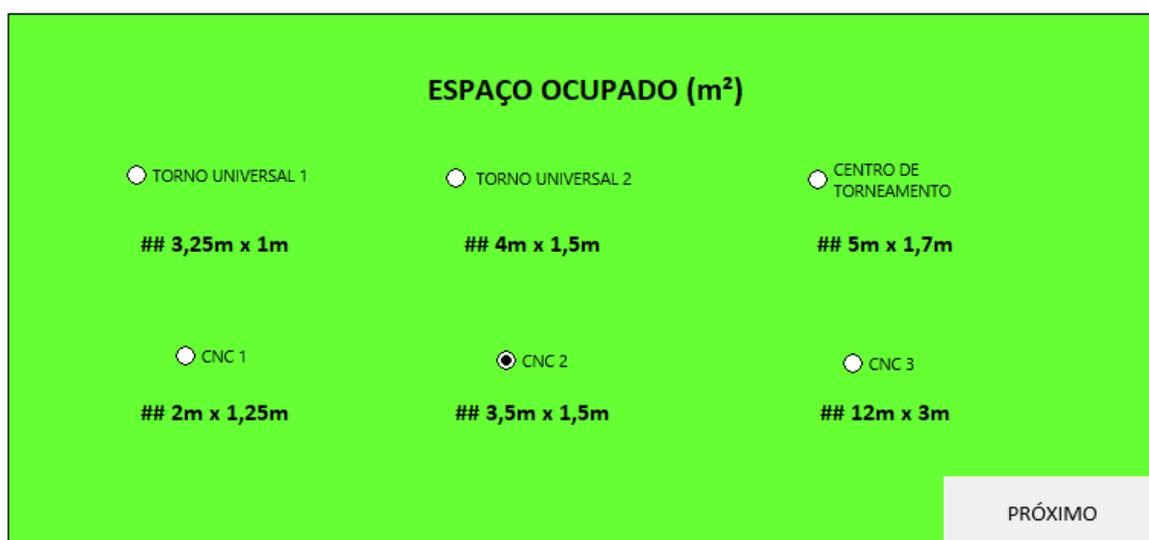 ESPAÇO OCUPADO (m²)
TORNO UNIVERSAL 1
TORNO UNIVERSAL 2
CENTRO DE
TORNEAMENTO
## 3,25m x 1m
## 4m x 1,5m
## 5m x 1,7m
CNC 1
CNC 2
CNC 3
## 2m x 1,25m
## 3,5m x 1,5m
## 12m x 3m
PRÓXIMO